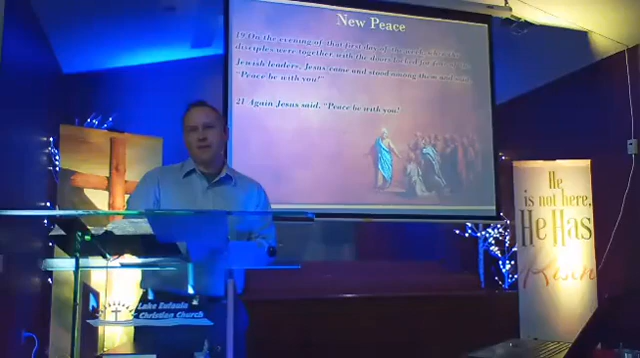 New Peace
19 On the evening of that first day of the week, when the
disciples were together, with the doors locked for fear of the
Jewish leaders, Jesus came and stood among them and said,
"Peace be with you!"
21 Again Jesus said, "Peace be with you!
He
is not here,
He Has
Risen
Lake Eufaula
Christian Church